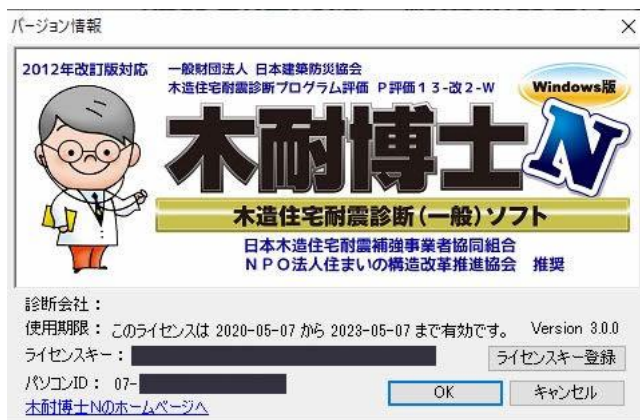 バージョン情報
2012年改訂版対応
一般財団法人 日本建築防災協会
木造住宅耐震診断プログラム評価 P評価13-改2-W
Windows版
木耐博士N
木造住宅耐震診断(一般)ソフト
日本木造住宅耐震補強事業者協同組合
NPO法人住まいの構造改革推進協会 推奨
診断会社:
使用期限: このライセンスは 2020-05-07 から 2023-05-07 まで有効です。 Version 3.0.0
ライセンスキー:
ライセンスキー登録
パソコンID: 07-
木耐博士Nのホームページへ
OK
キャンセル